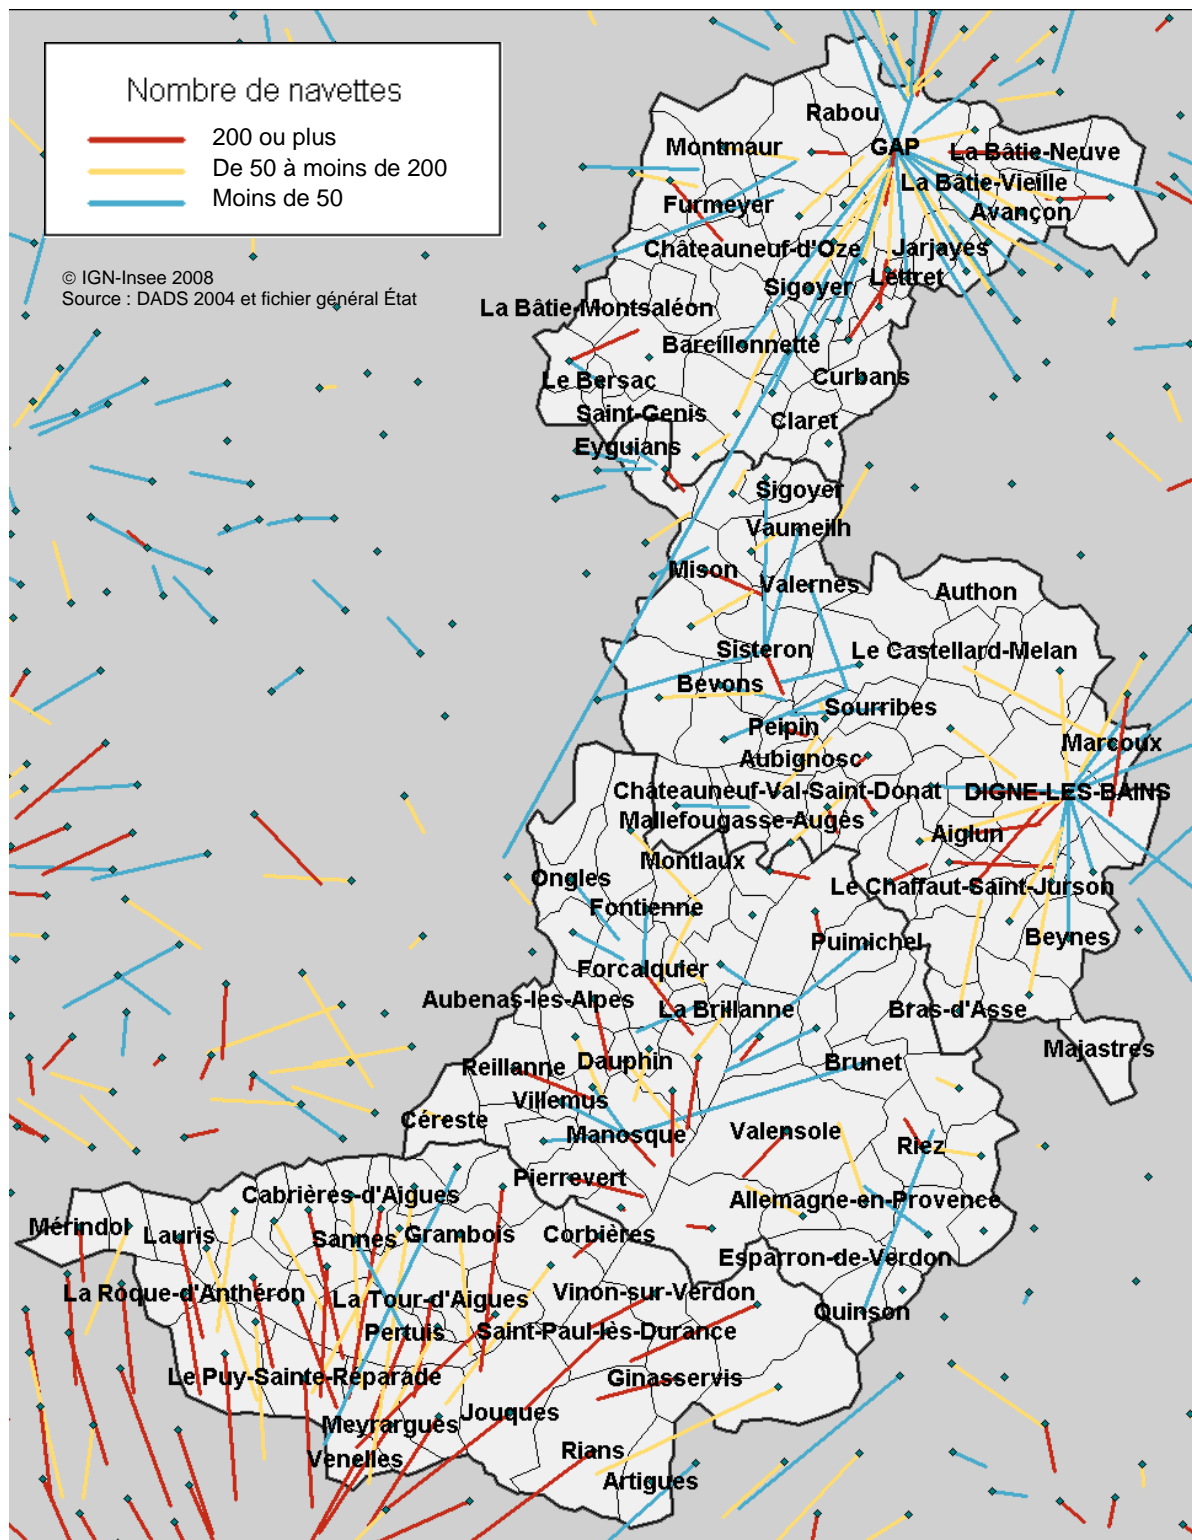 Nombre de navettes
200 ou plus
De 50 à moins de 200
Moins de 50
© IGN-Insee 2008
Source : DADS 2004 et fichier général État
Rabou
Montmaur
GAP
La Bâtie-Neuve
La Bâtie-Vieille
Furmeyer
Avançon
Châteauneuf-d'Oze
Jarjayes
Lettret
Sigoyer
La Bâtie-Montsaléon
Barcillonnette
Le Bersac
Curbans
Saint-Genis
Claret
Eyguians
Sigoyer
Vaumeilh
Mison
Valernes
Authon
Sisteron
Le Castellard-Melan
Bevons
Sourribes
Peipin
Marcoux
Aubignosc
Châteauneuf-Val-Saint-Donat
DIGNE-LES-BAINS
Mallefougasse-Augès
Aiglun
Montlaux
Ongles
Le Chaffaut-Saint-Jurson
Fontienne
Puimichel
Beynes
Forcalquier
Aubenas-les-Alpes
La Brillanne
Bras-d'Asse
Majastres
Reillanne
Dauphin
Brunet
Villemus
Céreste
Manosque
Valensole
Riez
Pierrevert
Cabrières-d'Aigues
Allemagne-en-Provence
Mérindol
Lauris
Sannes
Grambois
Corbières
Esparron-de-Verdon
La Roque-d'Anthéron
La Tour-d'Aigues
Vinon-sur-Verdon
Quinson
Pertuis
Saint-Paul-lès-Durance
Le Puy-Sainte-Réparade
Ginasservis
Meyrargues
Jouques
Venelles
Rians
Artigues